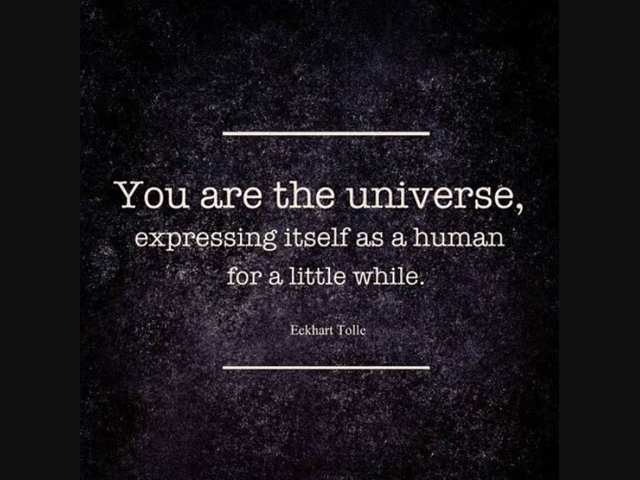 You are the universe,
expressing itself as a human
for a little while.
Eckhart Tolle